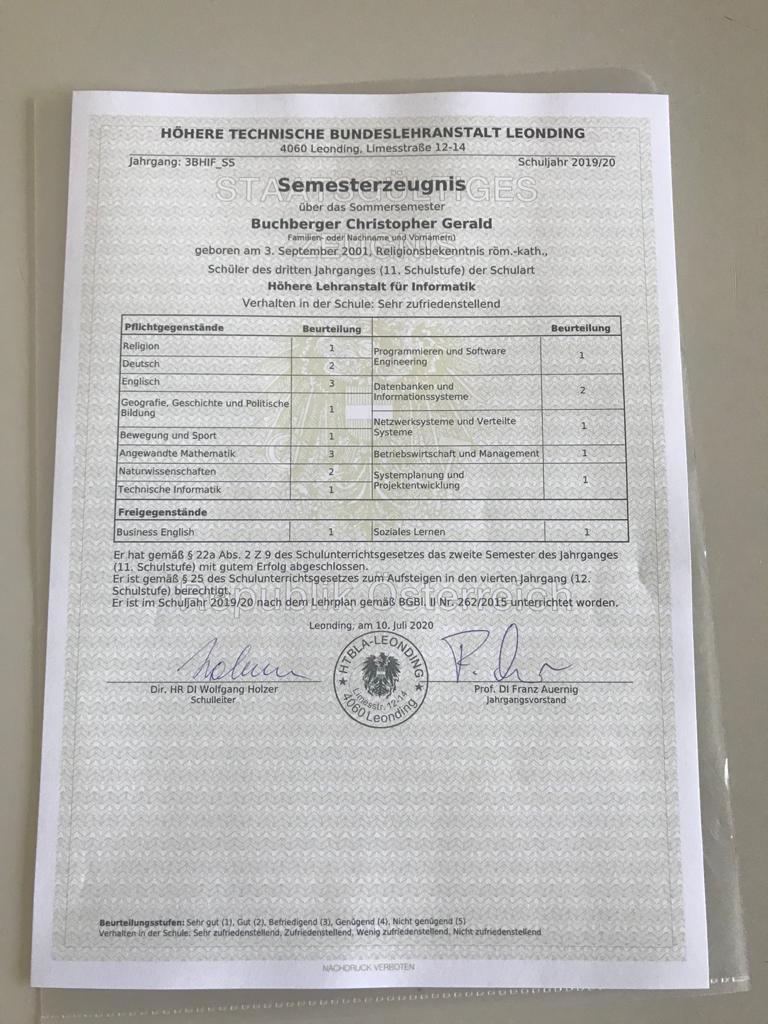 HÖHERE TECHNISCHE BUNDESLEHRANSTALT LEONDING
4060 Leonding, Limesstraße 12-14
Jahrgang: 3BHIF_SS Schuljahr 2019/20
Semesterzeugnis
über das Sommersemester
Buchberger Christopher Gerald
Familien- oder Nachname und Vorname(n)
geboren am 3. September 2001, Religionsbekenntnis röm.-kath.,
Schüler des dritten Jahrganges (11. Schulstufe) der Schulart
Höhere Lehranstalt für Informatik
Verhalten in der Schule: Sehr zufriedenstellend
Pflichtgegenstände Beurteilung Beurteilung
Religion 1
Deutsch 2
Englisch 3
Geografie, Geschichte und Politische
Bildung 1
Bewegung und Sport 1
Angewandte Mathematik 3
Naturwissenschaften 2
Technische Informatik 1
Programmieren und Software
Engineering 1
Datenbanken und
Informationssysteme 2
Netzwerksysteme und Verteilte
Systeme 1
Betriebswirtschaft und Management 1
Systemplanung und
Projektentwicklung 1
Freigegenstände
Business English 1 Soziales Lernen 1
Er hat gemäß § 22a Abs. 2 Z 9 des Schulunterrichtsgesetzes das zweite Semester des Jahrganges
(11. Schulstufe) mit gutem Erfolg abgeschlossen.
Er ist gemäß § 25 des Schulunterrichtsgesetzes zum Aufsteigen in den vierten Jahrgang (12.
Schulstufe) berechtigt.
Er ist im Schuljahr 2019/20 nach dem Lehrplan gemäß BGBl. II Nr. 262/2015 unterrichtet worden.
Republik Österreich
Leonding, am 10. Juli 2020
HTBLA-LEONDING
Limesstr. 12-14
4060 Leonding
Dir. HR DI Wolfgang Holzer
Schulleiter
Prof. DI Franz Auernig
Jahrgangsvorstand
Beurteilungsstufen: Sehr gut (1), Gut (2), Befriedigend (3), Genügend (4), Nicht genügend (5)
Verhalten in der Schule: Sehr zufriedenstellend, Zufriedenstellend, Wenig zufriedenstellend, Nicht zufriedenstellend
NACHDRUCK VERBOTEN